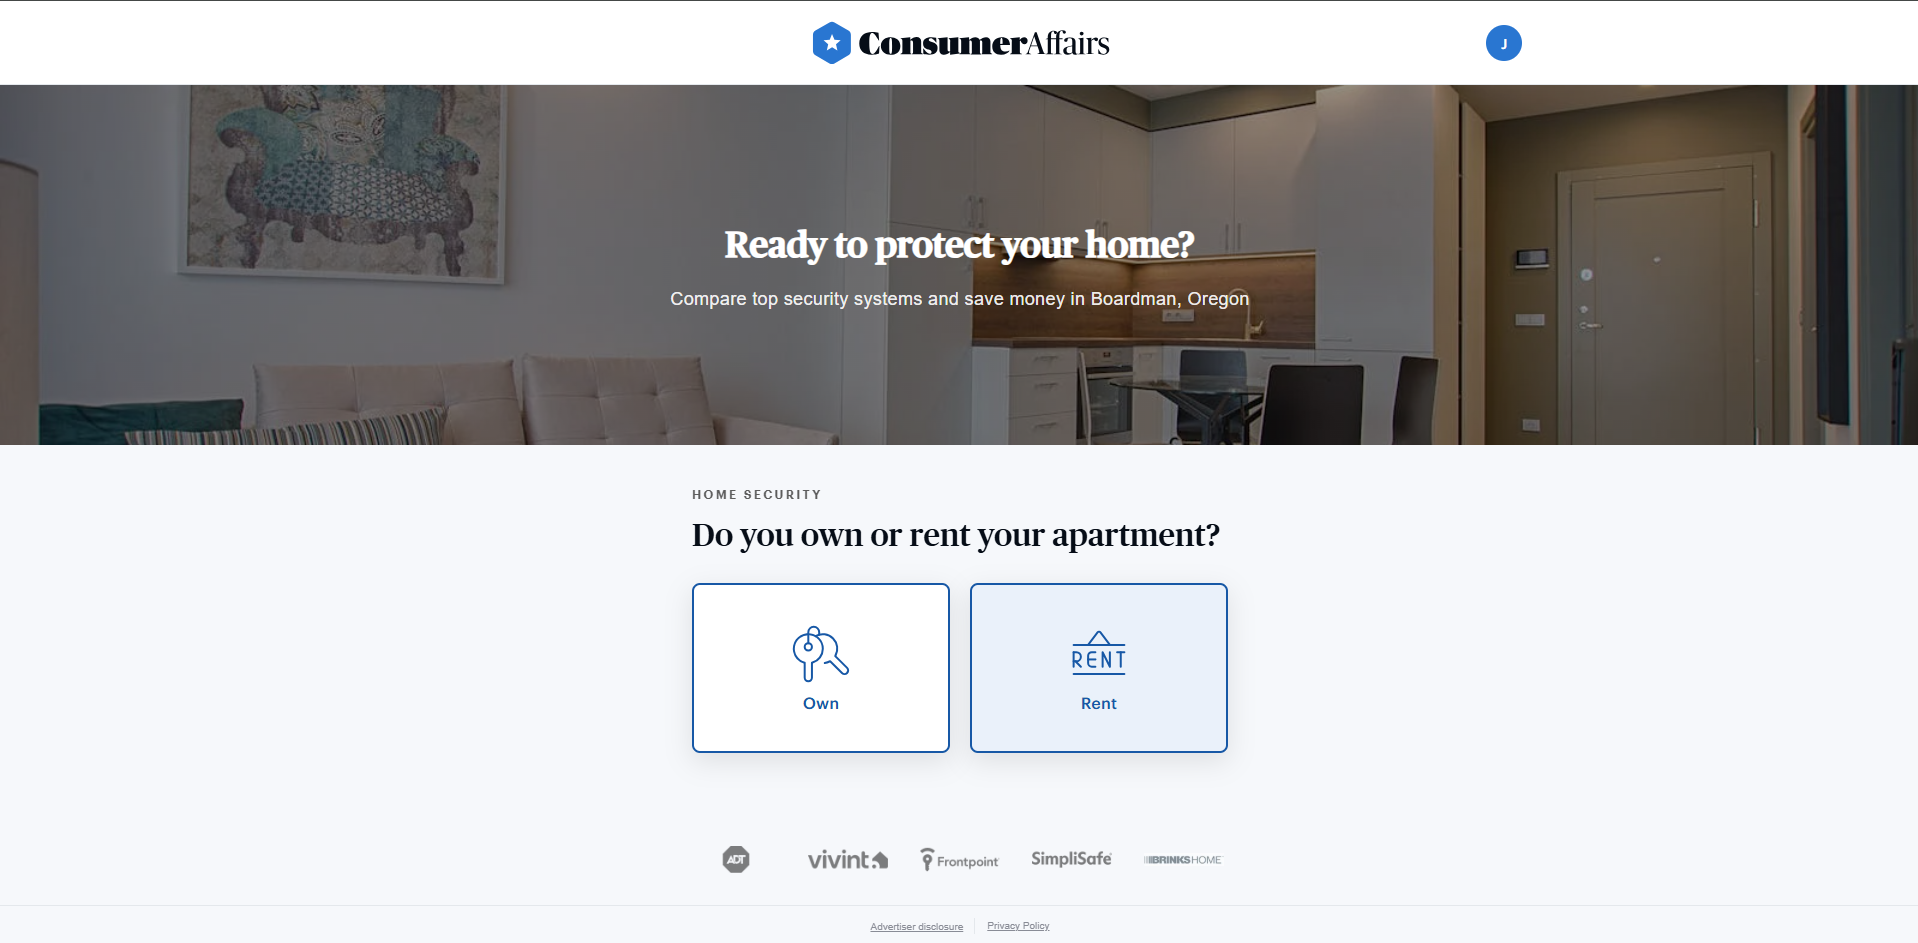 ConsumerAffairs
J
Ready to protect your home?
Compare top security systems and save money in Boardman, Oregon
HOME SECURITY
Do you own or rent your apartment?
RENT
Own
Rent
ADT
vivint
Frontpoint
SimpliSafe
BRINKS HOME
Advertiser disclosure
Privacy Policy